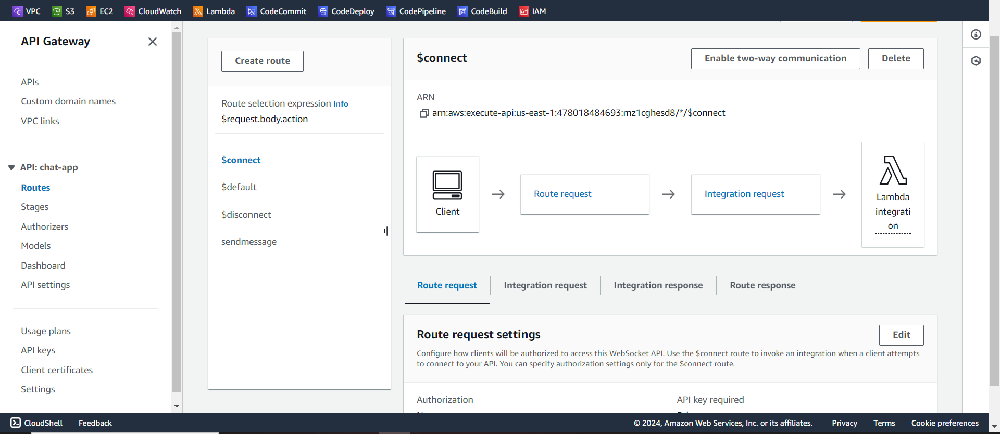 VPC S3 EC2 CloudWatch Lambda CodeCommit CodeDeploy CodePipeline CodeBuild IAM
API Gateway
APIs
Custom domain names
VPC links
API: chat-app
Routes
Stages
Authorizers
Models
Dashboard
API settings
Usage plans
API keys
Client certificates
Settings
Create route
Route selection expression Info
$request.body.action
$connect
$default
$disconnect
sendmessage
$connect
Enable two-way communication
Delete
ARN
arn:aws:execute-api:us-east-1:478018484693:mz1cghesd8/*/$connect
Client
Route request
Integration request
Lambda
integrati
on
Route request Integration request Integration response Route response
Route request settings
Edit
Configure how clients will be authorized to access this WebSocket API. Use the $connect route to invoke an integration when a client attempts
to connect to your API. You can specify authorization settings only for the $connect route.
Authorization
API key required
CloudShell Feedback
© 2024, Amazon Web Services, Inc. or its affiliates. Privacy Terms Cookie preferences